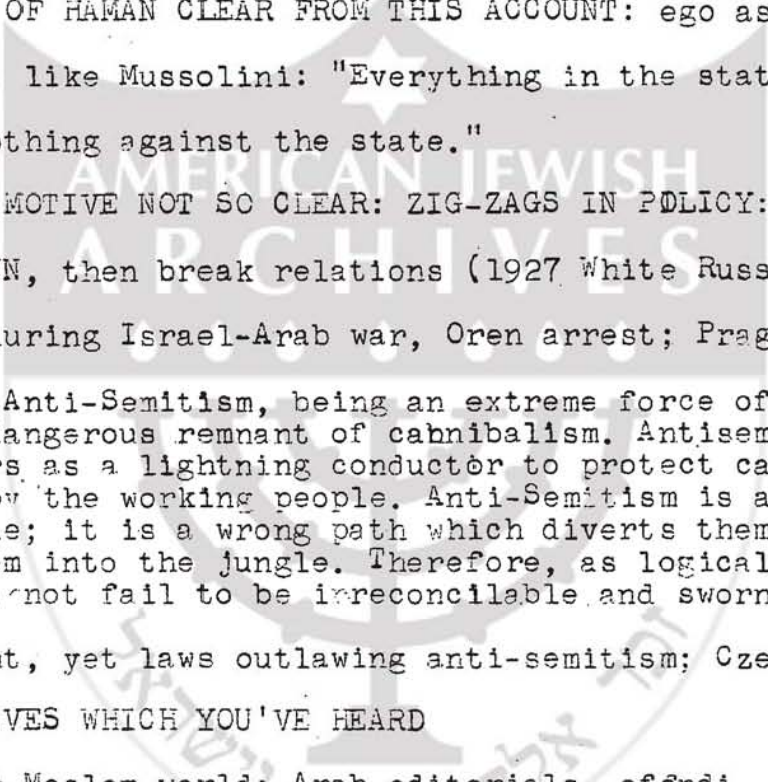 OF HAMAN CLEAR FROM THIS ACCOUNT: ego as
like Mussolini: "Everything in the stat
othing against the state."
AMERICAN JEWISH
MOTIVE NOT SO CLEAR: ZIG-ZAGS IN POLICY:
ARCHIVES
N, then break relations (1927 White Russ
uring Israel-Arab war, Oren arrest; Prag
Anti-Semitism, being an extreme force of
angerous remnant of cabnibalism. Antisem
rs as a lightning conductor to protect ca
the working people. Anti-Semitism is a
e; it is a wrong path which diverts them
m into the jungle. Therefore, as logical
not fail to be irreconcilable and sworn
t, yet laws outlawing anti-semitism; Cze
VES WHICH YOU'VE HEARD
Moslem world: Arab editorials